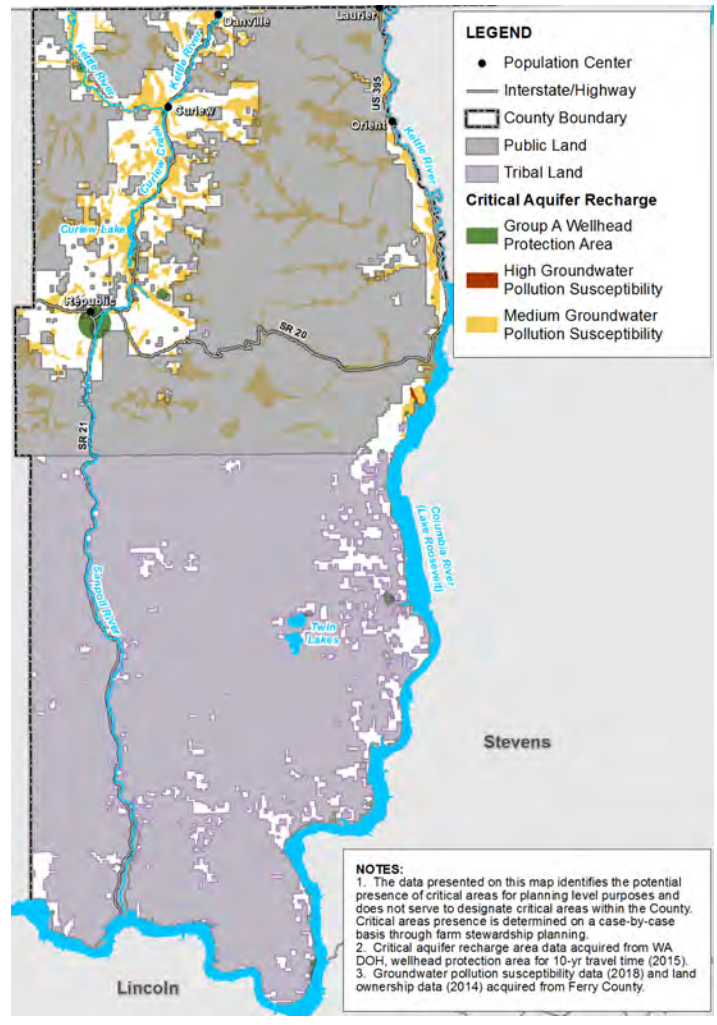 Danville
Laurier
Kettle River
Kettle River
US 395
Curlew
Orient
Kettle River
Curlew Creek
Curlew Lake
Republic
SR 20
SR 21
Columbia River
(Lake Roosevelt)
Sanpoil River
Twin
Lakes
Stevens
Lincoln
LEGEND
Population Center
Interstate/Highway
County Boundary
Public Land
Tribal Land
Critical Aquifer Recharge
Group A Wellhead
Protection Area
High Groundwater
Pollution Susceptibility
Medium Groundwater
Pollution Susceptibility
NOTES:
1. The data presented on this map identifies the potential
presence of critical areas for planning level purposes and
does not serve to designate critical areas within the County.
Critical areas presence is determined on a case-by-case
basis through farm stewardship planning.
2. Critical aquifer recharge area data acquired from WA
DOH, wellhead protection area for 10-yr travel time (2015).
3. Groundwater pollution susceptibility data (2018) and land
ownership data (2014) acquired from Ferry County.